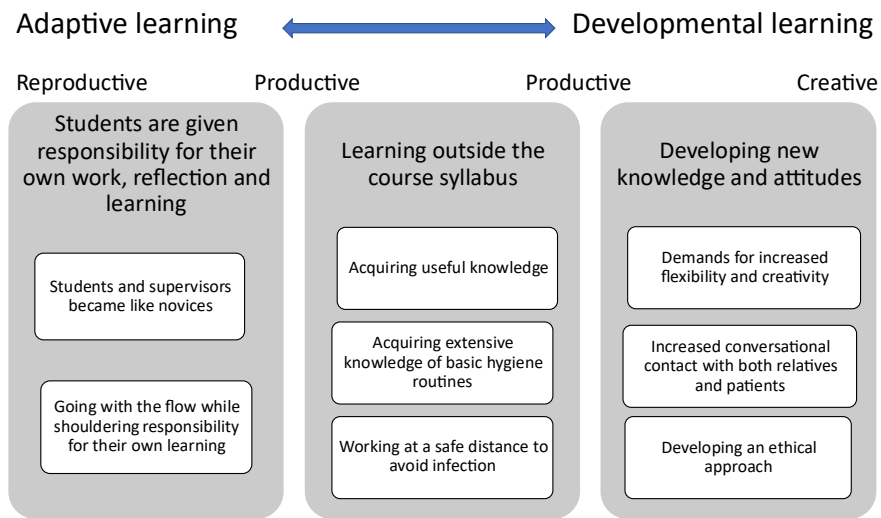 Adaptive learning
Developmental learning
Reproductive
Productive
Productive
Creative
Students are given
responsibility for their
own work, reflection and
learning
Students and supervisors
became like novices
Going with the flow while
shouldering responsibility
for their own learning
Learning outside the
course syllabus
Acquiring useful knowledge
Acquiring extensive
knowledge of basic hygiene
routines
Working at a safe distance to
avoid infection
Developing new
knowledge and attitudes
Demands for increased
flexibility and creativity
Increased conversational
contact with both relatives
and patients
Developing an ethical
approach